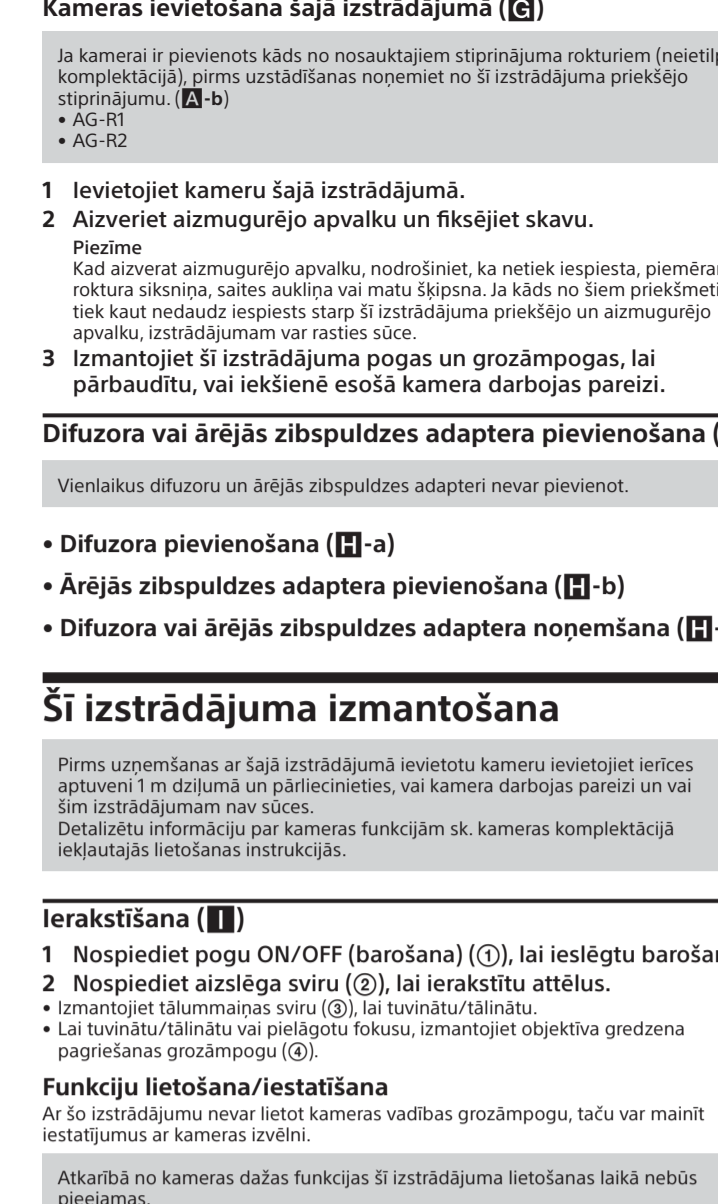 Kameras ievietošana šajā izstrādājumā (G)
Ja kamerai ir pievienots kāds no nosauktajiem stiprinājuma rokturiem
komplektācijā), pirms uzstādīšanas noņemiet no šī izstrādājuma priekšējo
stiprinājumu. (A-b)
• AG-R1
• AG-R2
1 Ievietojiet kameru šajā izstrādājumā.
2 Aizveriet aizmugurējo apvalku un fiksējiet skavu.
Piezīme
Kad aizverat aizmugurējo apvalku, nodrošiniet, ka netiek iespiesta,
roktura siksniņa, saites aukliņa vai matu šķipsna. Ja kāds no šiem
tiek kaut nedaudz iespiests starp šī izstrādājuma priekšējo un aizmugurējo
apvalku, izstrādājumam var rasties sūce.
3 Izmantojiet šī izstrādājuma pogas un grozāmpogas, lai
pārbaudītu, vai iekšienē esošā kamera darbojas pareizi.
Difuzora vai ārējās zibspuldzes adaptera pievienošana (
Vienlaikus difuzoru un ārējās zibspuldzes adapteri nevar pievienot.
• Difuzora pievienošana (H-a)
• Ārējās zibspuldzes adaptera pievienošana (H-b)
• Difuzora vai ārējās zibspuldzes adaptera noņemšana (H-
Šī izstrādājuma izmantošana
Pirms uzņemšanas ar šajā izstrādājumā ievietotu kameru ievietojiet ierīces
aptuveni 1 m dziļumā un pārliecinieties, vai kamera darbojas pareizi un vai
šim izstrādājumam nav sūces.
Detalizētu informāciju par kameras funkcijām sk. kameras komplektācijā
iekļautajās lietošanas instrukcijās.
Ierakstīšana (I)
1 Nospiediet pogu ON/OFF (barošana) (①), lai ieslēgtu
2 Nospiediet aizslēga sviru (②), lai ierakstītu attēlus.
• Izmantojiet tālummaiņas sviru (③), lai tuvinātu/tālinātu.
• Lai tuvinātu/tālinātu vai pielāgotu fokusu, izmantojiet objektīva gredzena
pagriešanas grozāmpogu (④).
Funkciju lietošana/iestatīšana
Ar šo izstrādājumu nevar lietot kameras vadības grozāmpogu, taču var mainīt
iestatījumus ar kameras izvēlni.
Atkarībā no kameras dažas funkcijas šī izstrādājuma lietošanas laikā nebūs
pieejamas.